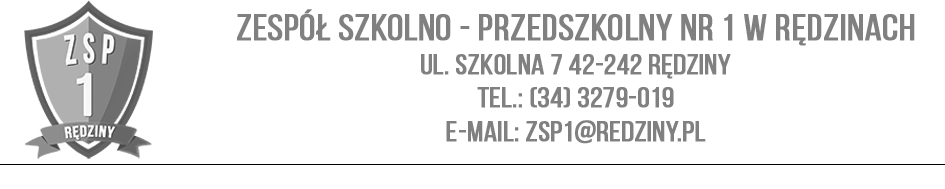 ZSP
1
RĘDZINY
ZESPÓŁ SZKOLNO - PRZEDSZKOLNY NR 1 W RĘDZINACH
UL. SZKOLNA 7 42-242 RĘDZINY
TEL.: (34) 3279-019
E-MAIL: ZSP1@REDZINY.PL